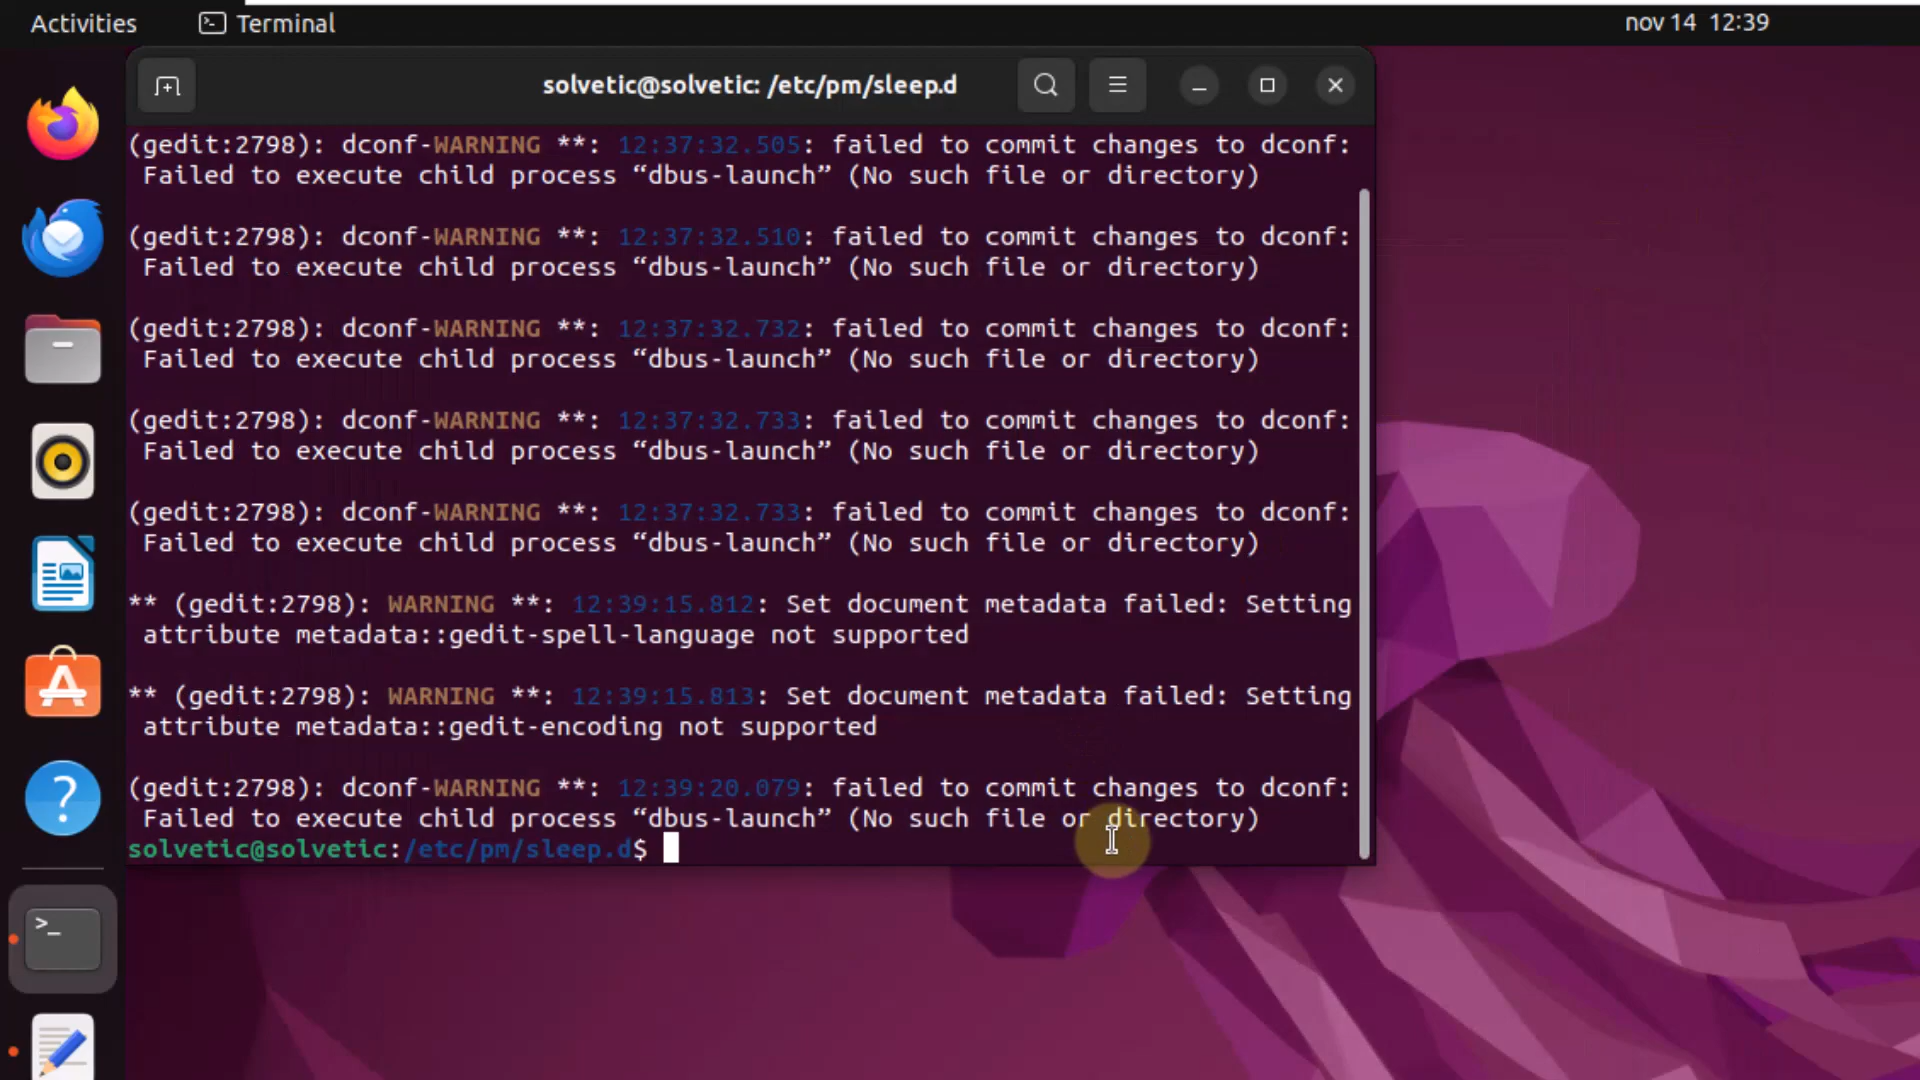 Activities
Terminal
nov 14 12:39
solvetic@solvetic: /etc/pm/sleep.d
(gedit:2798): dconf-WARNING **: 12:37:32.505: failed to commit changes to dconf:
Failed to execute child process “dbus-launch” (No such file or directory)
(gedit:2798): dconf-WARNING **: 12:37:32.510: failed to commit changes to dconf:
Failed to execute child process “dbus-launch” (No such file or directory)
(gedit:2798): dconf-WARNING **: 12:37:32.732: failed to commit changes to dconf:
Failed to execute child process “dbus-launch” (No such file or directory)
(gedit:2798): dconf-WARNING **: 12:37:32.733: failed to commit changes to dconf:
Failed to execute child process “dbus-launch” (No such file or directory)
(gedit:2798): dconf-WARNING **: 12:37:32.733: failed to commit changes to dconf:
Failed to execute child process “dbus-launch” (No such file or directory)
** (gedit:2798): WARNING **: 12:39:15.812: Set document metadata failed: Setting
attribute metadata::gedit-spell-language not supported
** (gedit:2798): WARNING **: 12:39:15.813: Set document metadata failed: Setting
attribute metadata::gedit-encoding not supported
(gedit:2798): dconf-WARNING **: 12:39:20.079: failed to commit changes to dconf:
Failed to execute child process “dbus-launch” (No such file or directory)
solvetic@solvetic:/etc/pm/sleep.d$